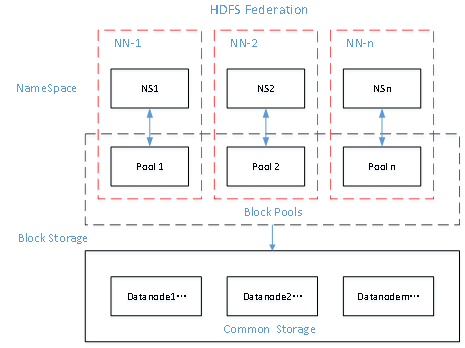 HDFS Federation
NN-1 NN-2 NN-n
NameSpace NS1 NS2 NSn
Pool 1 Pool 2 Pool n
Block Pools
Block Storage
Datanode1··· Datanode2··· Datanodem···
Common Storage